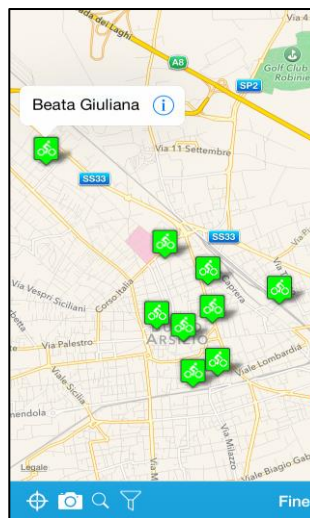 Via 4
dei Laghi
A8
Golf Club
Robinie
SP2
Beata Giuliana
Via 11 Settembre
SS33
SS33
Corso Italia
Via Vespri Siciliani
Via Palestro
ARSIZIO
Viale Lombardia
Viale Sicilia
Via Milazzo
Legale
Viale Biagio Gab
Fine